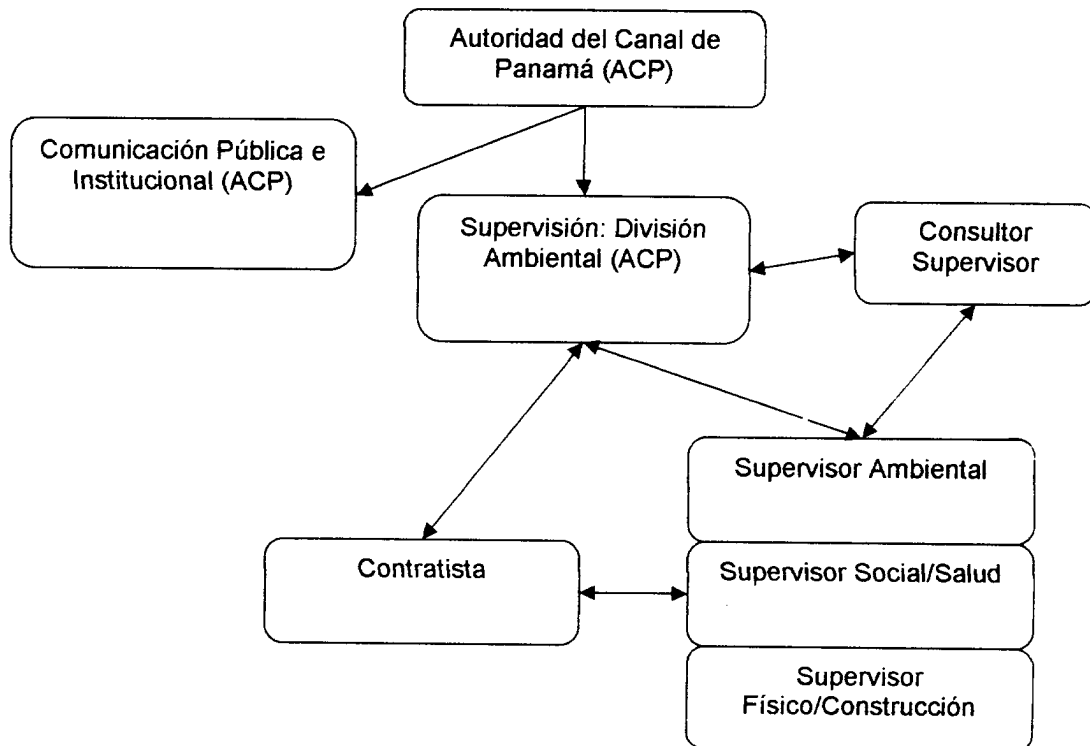 Autoridad del Canal de
Panamá (ACP)
Comunicación Pública e
Institucional (ACP)
Supervisión: División
Ambiental (ACP)
Consultor
Supervisor
Supervisor Ambiental
Contratista
Supervisor Social/Salud
Supervisor
Físico/Construcción